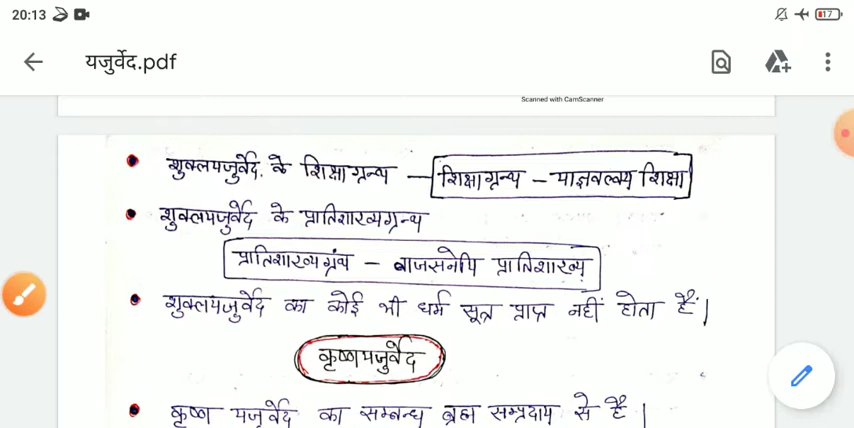 20:13
17
यजुर्वेद.pdf
Scanned with CamScanner
शुक्लयजुर्वेद के शिक्षाग्रन्थ – शिक्षाग्रन्थ – याज्ञवल्क्य शिक्षा
शुक्लयजुर्वेद के प्रातिशाख्यग्रन्थ
प्रातिशाख्यग्रंथ – वाजसनेयि प्रातिशाख्य
शुक्लयजुर्वेद का कोई भी धर्म सूत्र प्राप्त नहीं होता है।
कृष्णयजुर्वेद
कृष्ण यजुर्वेद का सम्बन्ध ब्रह्म सम्प्रदाय से है।